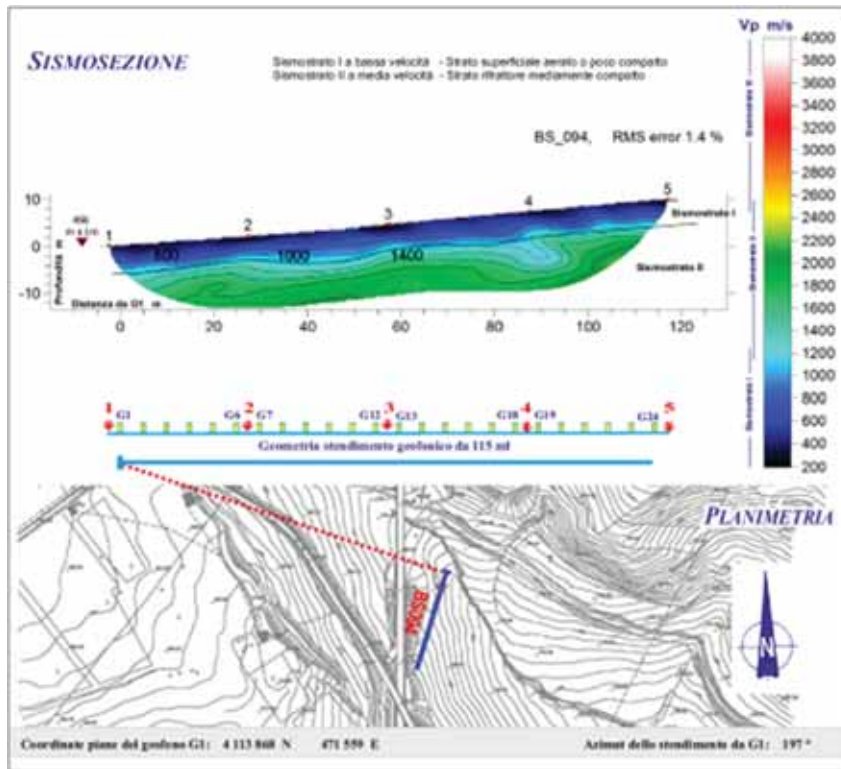 Vp m/s
SISMOSEZIONE
Sismostrato I a bassa velocità - Strato superficiale aerato o poco compatto
Sismostrato II a media velocità - Strato rifrattore mediamente compatto
BS_094, RMS error 1.4 %
4000
3800
3600
3400
3200
3000
2800
2600
2400
2200
2000
1800
1600
1400
1200
1000
800
600
400
200
Sismostrato II
Sismostrato I
10
0
-10
Profondità m
1
2
3
4
5
600
1000
1400
Sismostrato I
Sismostrato II
Distanza da G1 m
0
20
40
60
80
100
120
1 2 3 4 5
G1 G6 G7 G12 G13 G18 G19 G24
Geometria stendimento geofonico da 115 ml
PLANIMETRIA
BS094
N
Coordinate piane del geofono G1: 4 113 868 N 471 559 E
Azimut dello stendimento da G1: 197 °